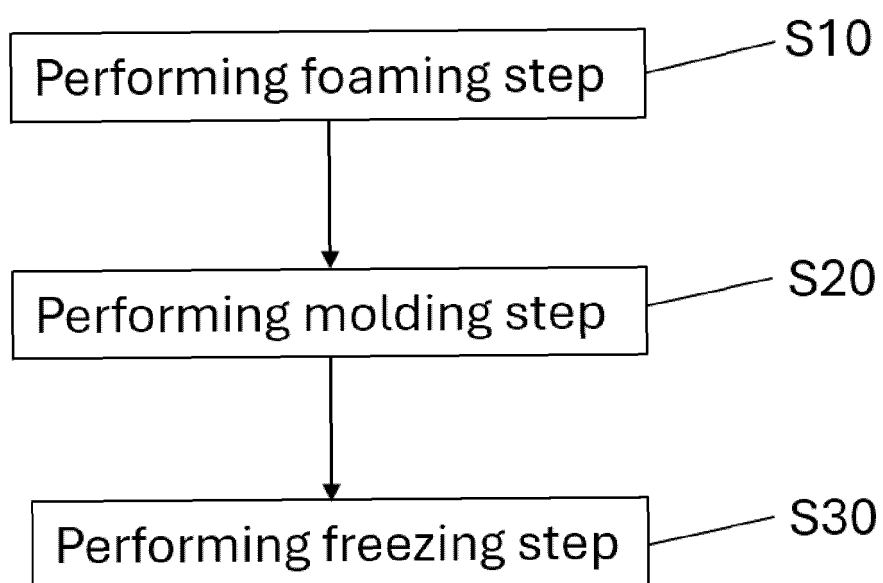 Performing foaming step
S10
Performing molding step
S20
Performing freezing step
S30